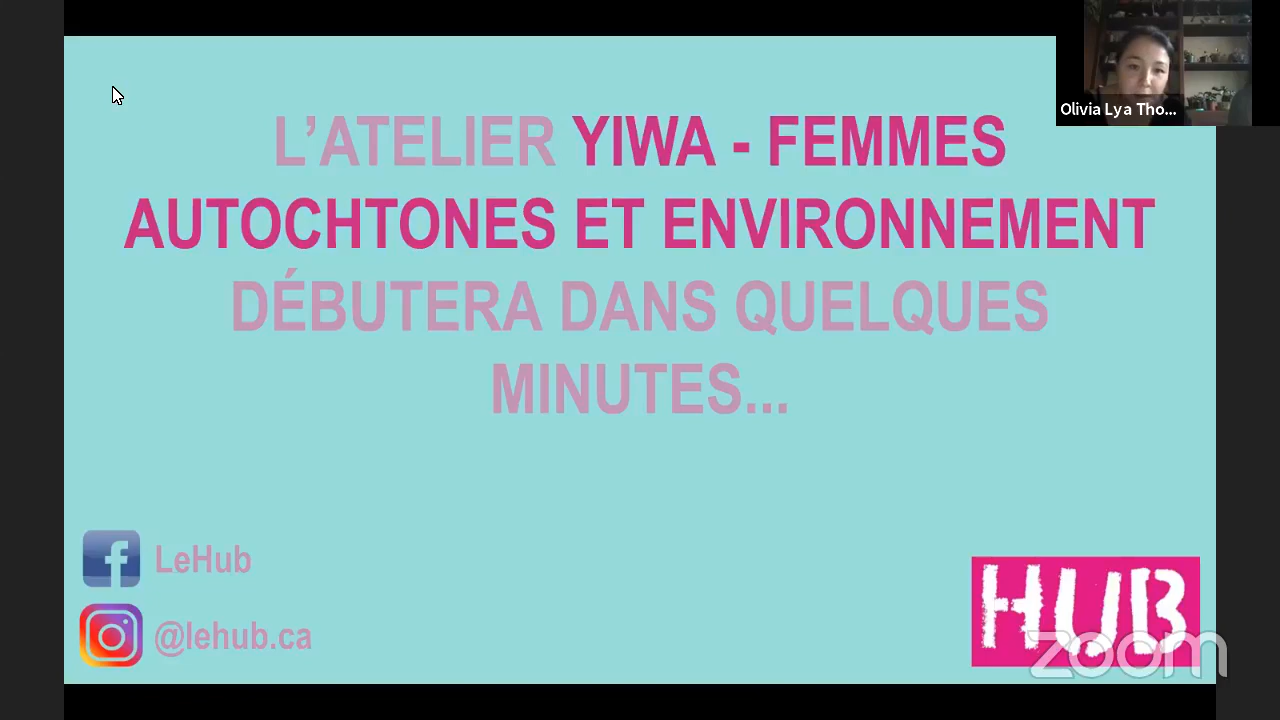 Olivia Lya Tho...
L'ATELIER YIWA - FEMMES
AUTOCHTONES ET ENVIRONNEMENT
DÉBUTERA DANS QUELQUES
MINUTES...
LeHub
@lehub.ca
HUB
zoom